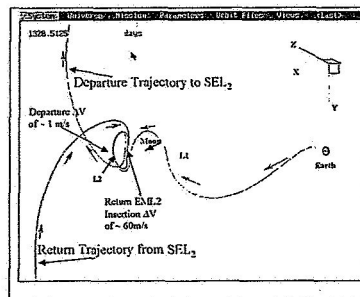 System Universe Mission Parameters Orbit Files Views (Last)
1328.5125 days
Z
X
Y
Departure Trajectory to SEL2
Departure ΔV
of ~ 1 m/s
Moon
L1
L2
Earth
Return EML2
Insertion ΔV
of ~ 60m/s
Return Trajectory from SEL2